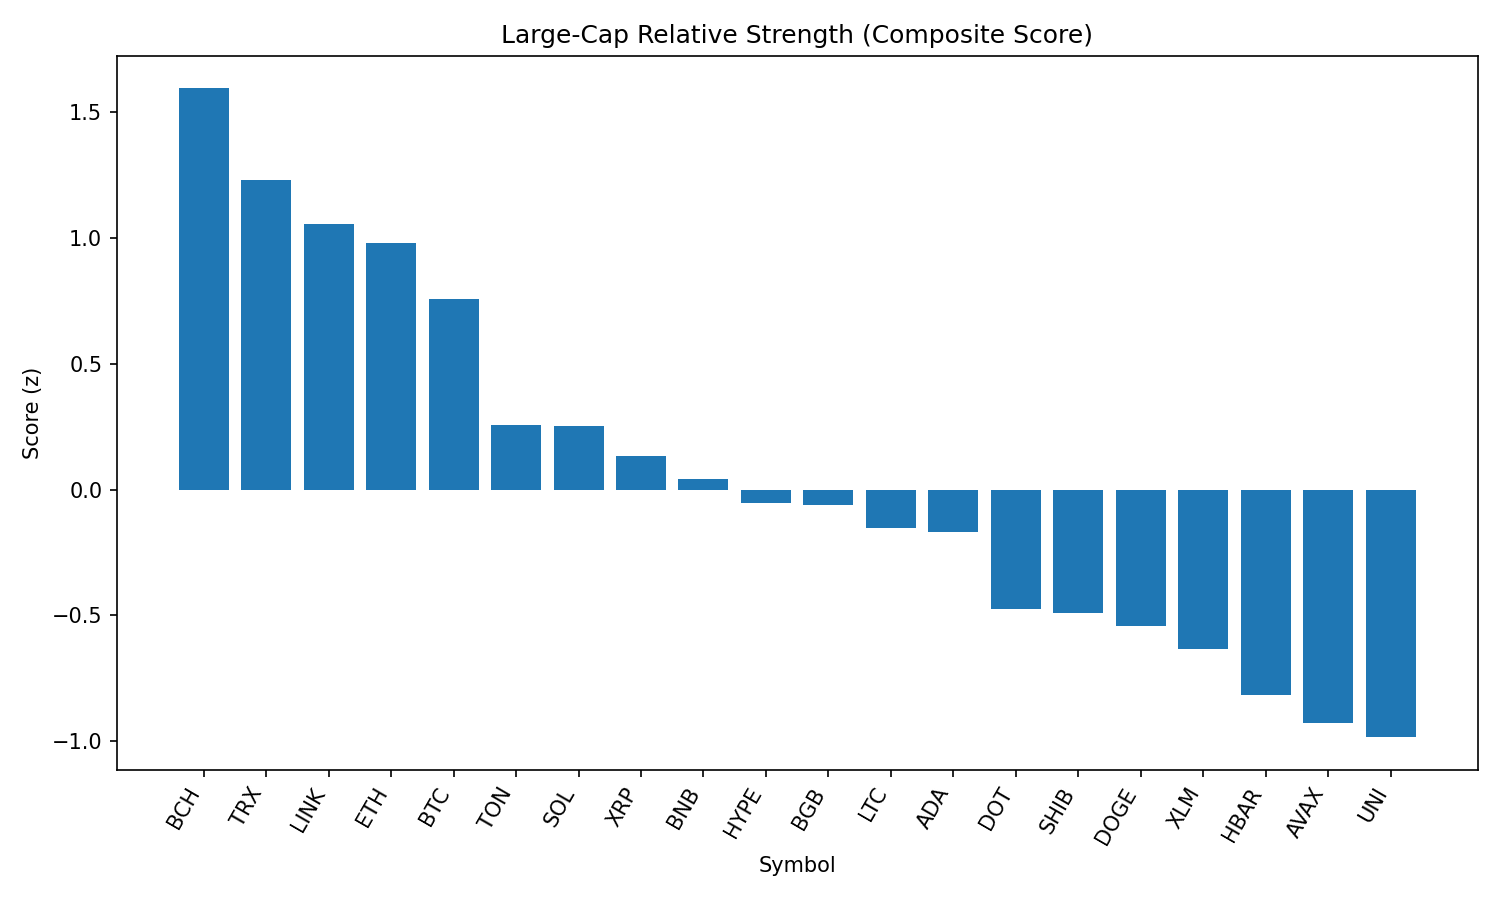 Large-Cap Relative Strength (Composite Score)
Score (z)
1.5
1.0
0.5
0.0
−0.5
−1.0
BCH
TRX
LINK
ETH
BTC
TON
SOL
XRP
BNB
HYPE
BGB
LTC
ADA
DOT
SHIB
DOGE
XLM
HBAR
AVAX
UNI
Symbol